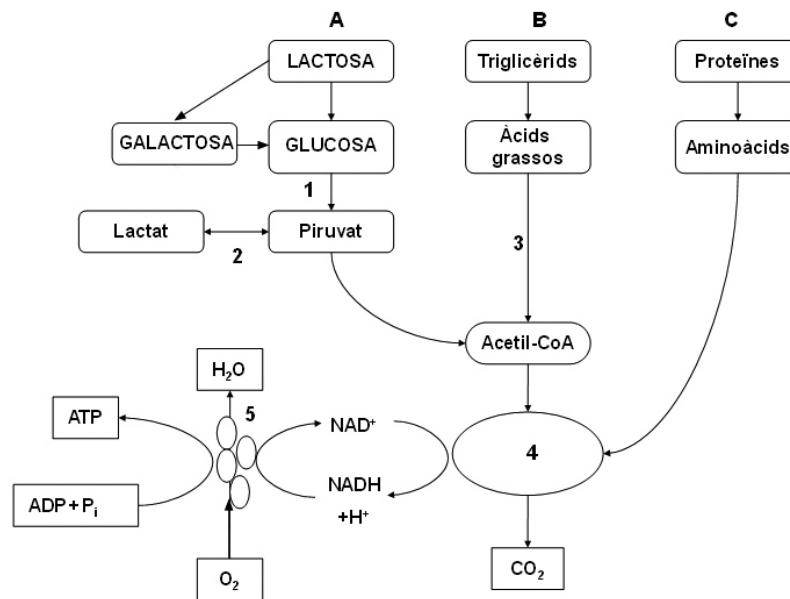 A B C
LACTOSA Triglicèrids Proteïnes
GALACTOSA GLUCOSA Àcids grassos Aminoàcids
1
Lactat Piruvat
2 3
Acetil-CoA
H₂O
5
ATP NAD⁺ 4
NADH
+H⁺
ADP + Pᵢ
O₂ CO₂